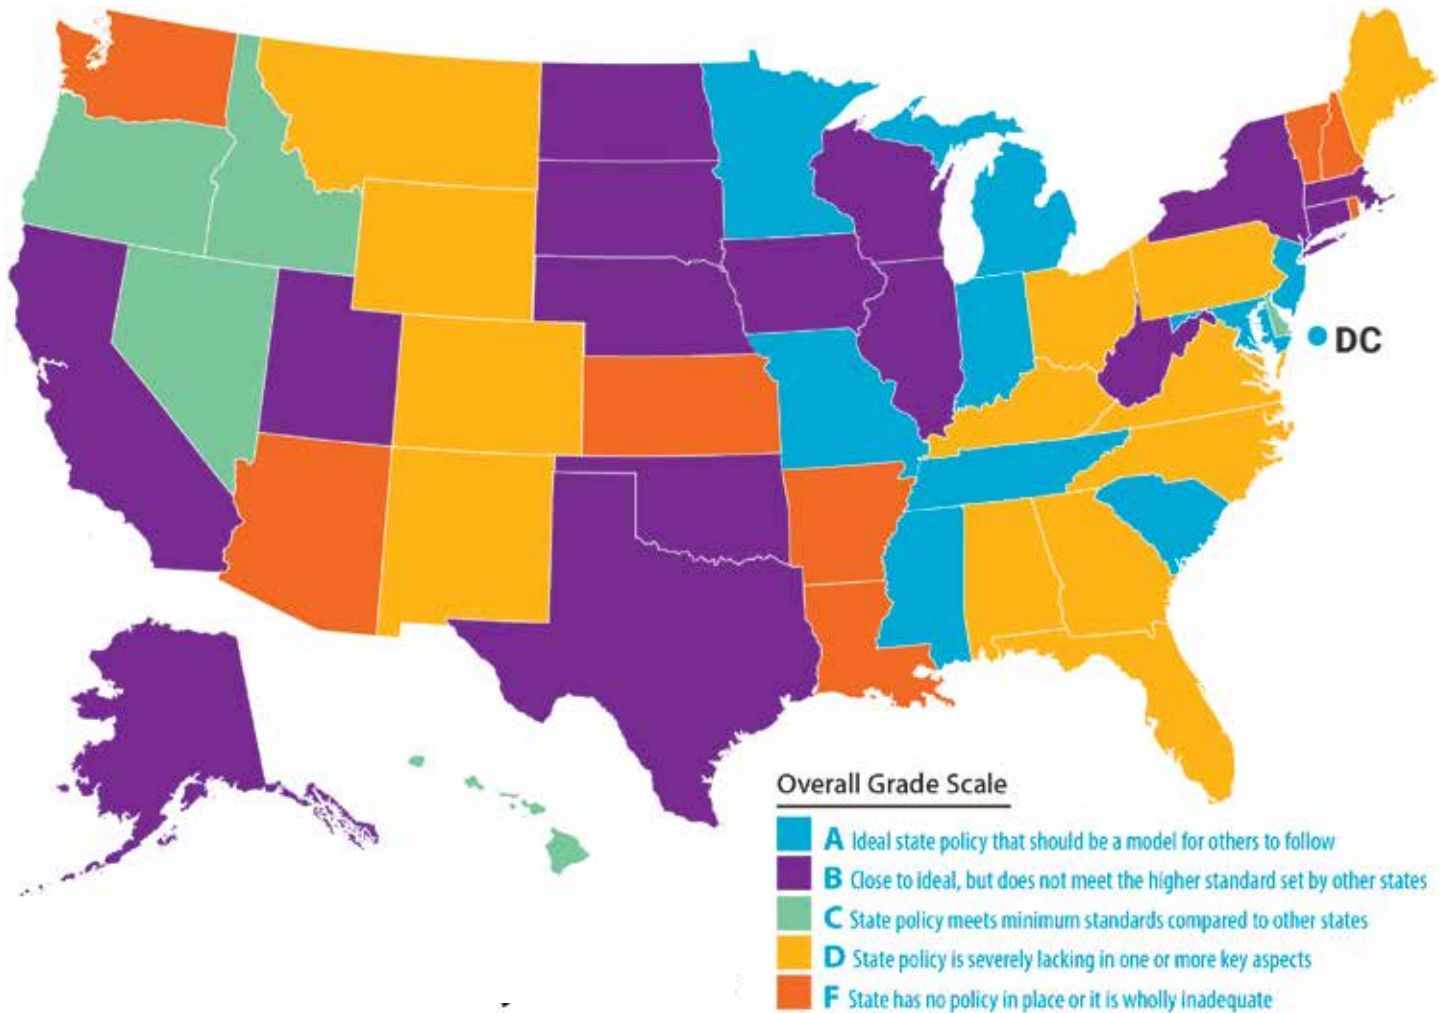 DC
Overall Grade Scale
A Ideal state policy that should be a model for others to follow
B Close to ideal, but does not meet the higher standard set by other states
C State policy meets minimum standards compared to other states
D State policy is severely lacking in one or more key aspects
F State has no policy in place or it is wholly inadequate